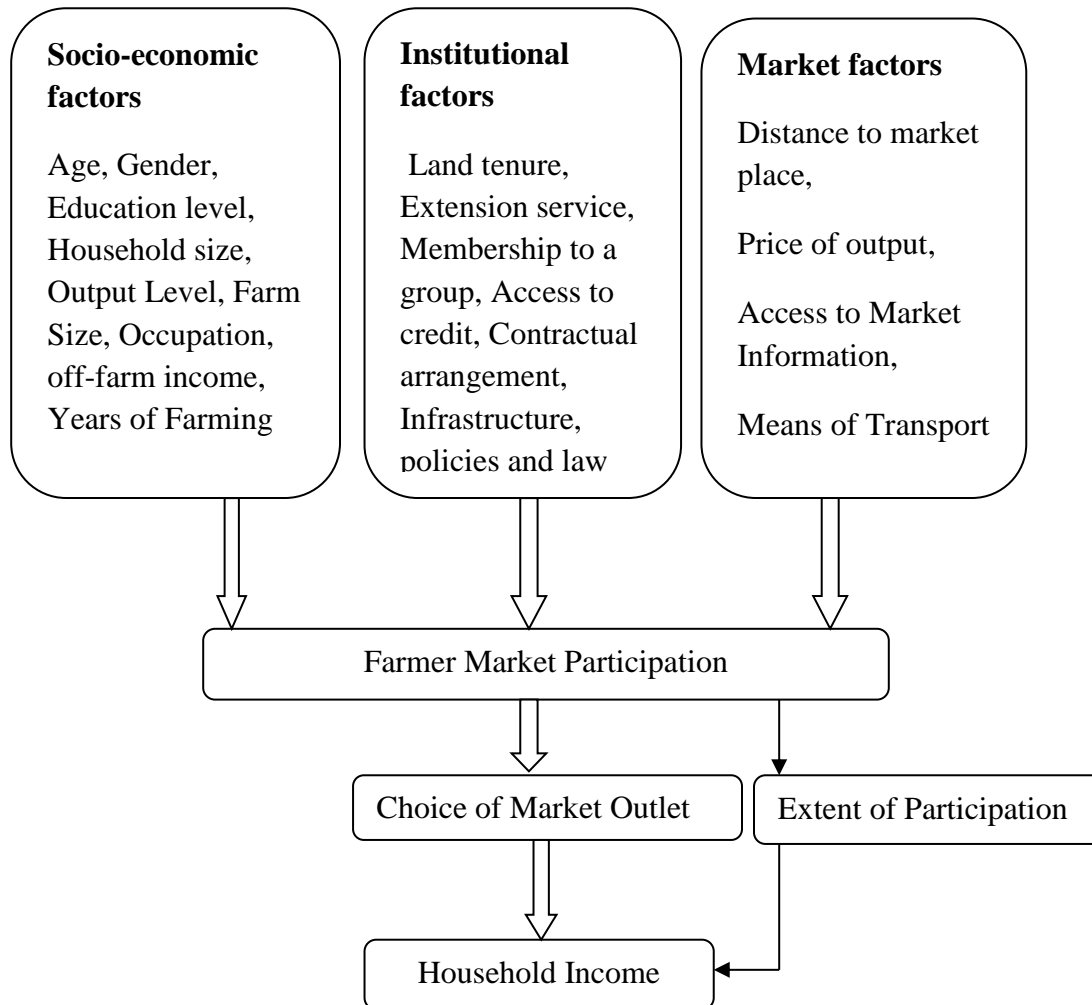 Socio-economic
factors
Age, Gender,
Education level,
Household size,
Output Level, Farm
Size, Occupation,
off-farm income,
Years of Farming
Institutional
factors
Land tenure,
Extension service,
Membership to a
group, Access to
credit, Contractual
arrangement,
Infrastructure,
policies and law
Market factors
Distance to market
place,
Price of output,
Access to Market
Information,
Means of Transport
Farmer Market Participation
Choice of Market Outlet
Extent of Participation
Household Income